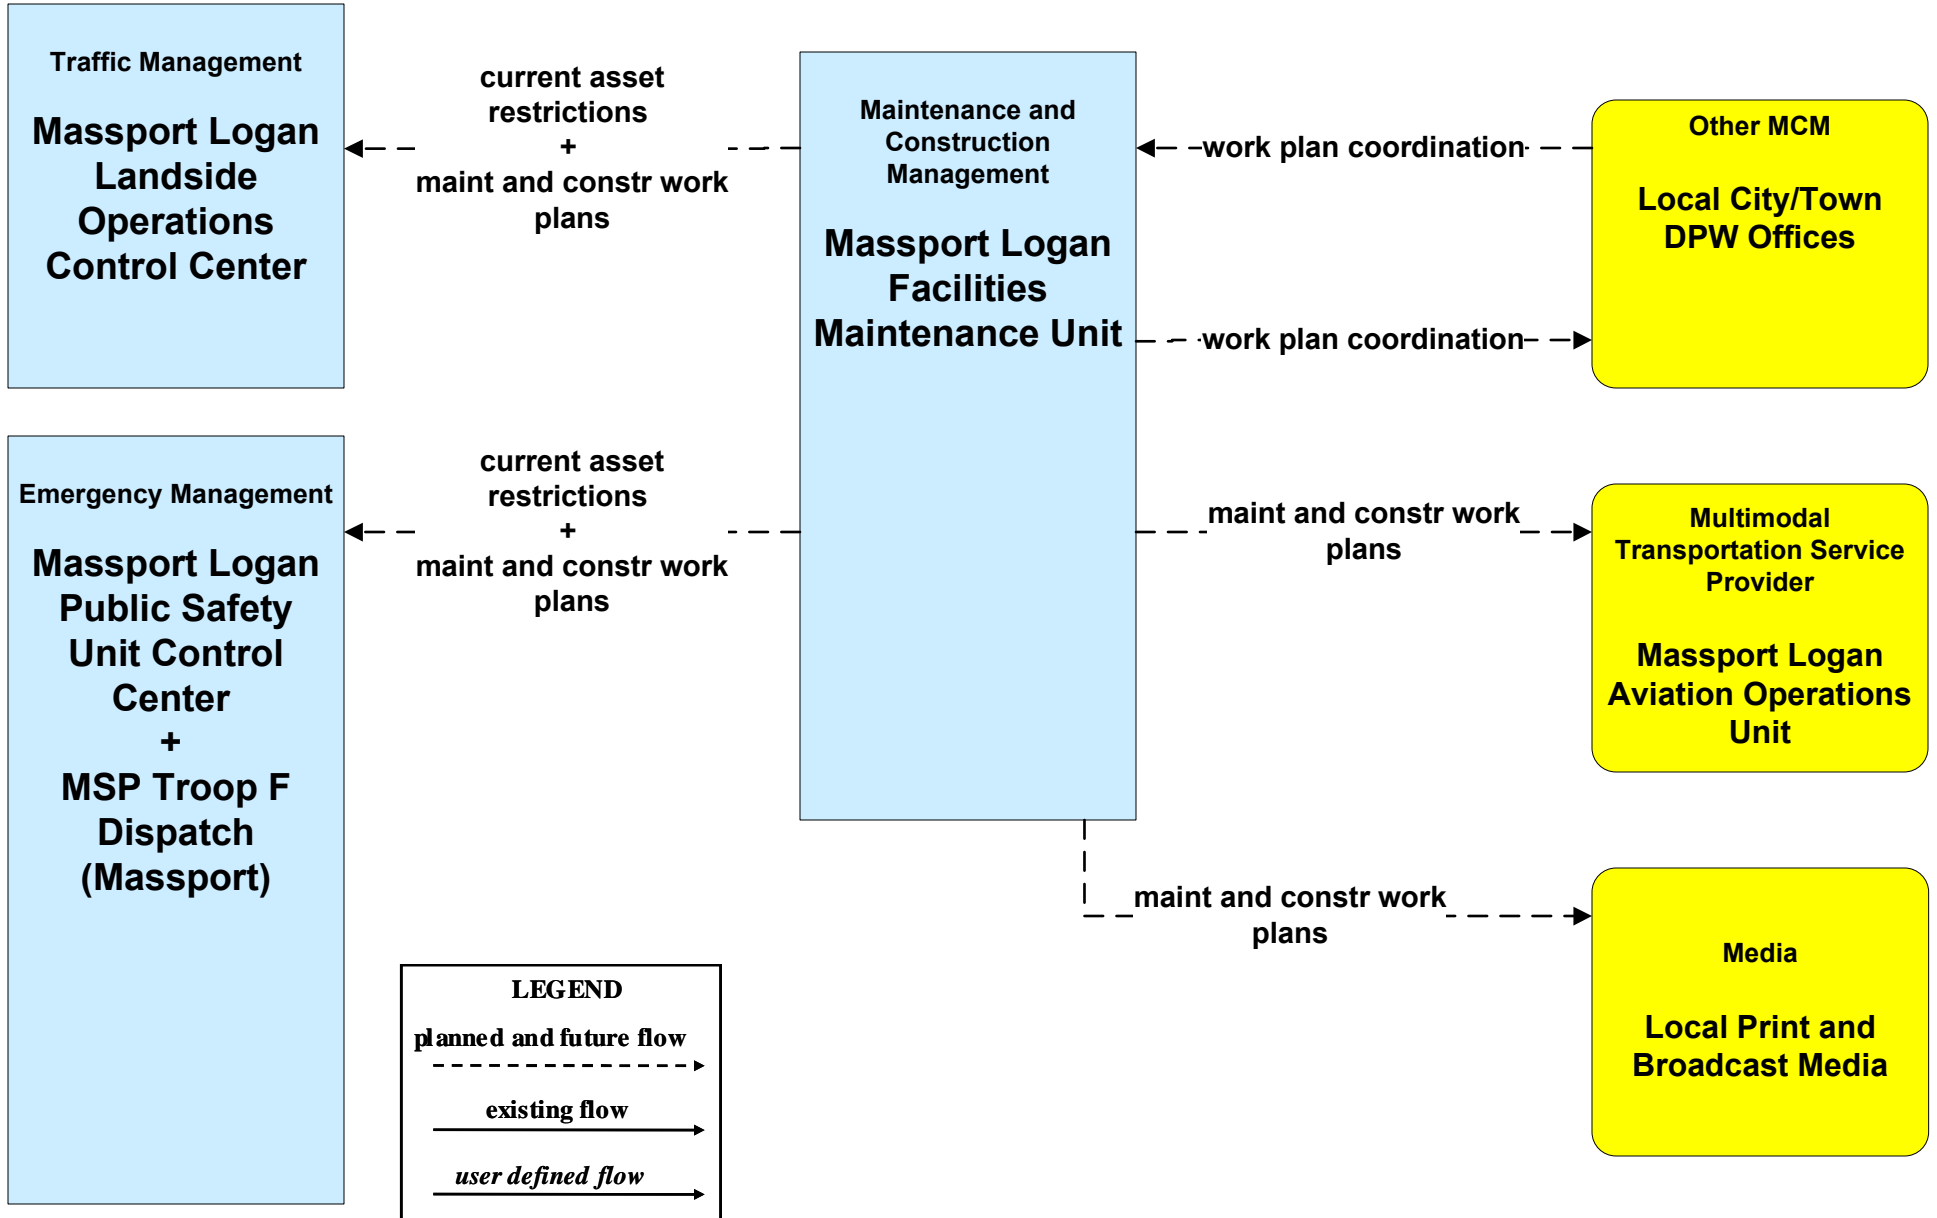 Traffic Management
Massport Logan
Landside
Operations
Control Center
current asset
restrictions
+
maint and constr work
plans
Maintenance and
Construction
Management
Massport Logan
Facilities
Maintenance Unit
work plan coordination
work plan coordination
Other MCM
Local City/Town
DPW Offices
Emergency Management
Massport Logan
Public Safety
Unit Control
Center
+
MSP Troop F
Dispatch
(Massport)
current asset
restrictions
+
maint and constr work
plans
maint and constr work
plans
Multimodal
Transportation Service
Provider
Massport Logan
Aviation Operations
Unit
maint and constr work
plans
Media
Local Print and
Broadcast Media
LEGEND
planned and future flow
existing flow
user defined flow